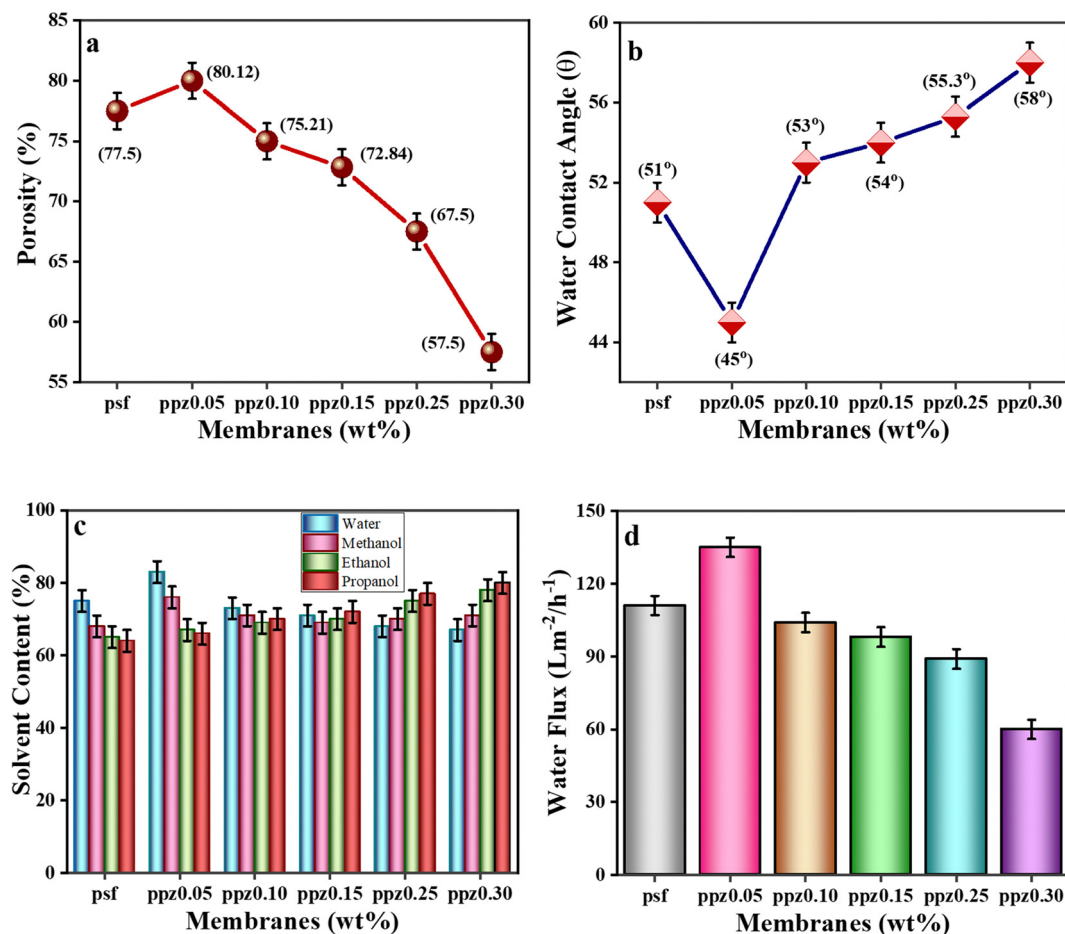 a
Porosity (%)
85
80
75
70
65
60
55
(77.5)
(80.12)
(75.21)
(72.84)
(67.5)
(57.5)
psf ppz0.05 ppz0.10 ppz0.15 ppz0.25 ppz0.30
Membranes (wt%)
b
Water Contact Angle (θ)
60
56
52
48
44
(51°)
(45°)
(53°)
(54°)
(55.3°)
(58°)
psf ppz0.05 ppz0.10 ppz0.15 ppz0.25 ppz0.30
Membranes (wt%)
c
Solvent Content (%)
100
80
60
40
20
0
Water
Methanol
Ethanol
Propanol
psf ppz0.05 ppz0.10 ppz0.15 ppz0.25 ppz0.30
Membranes (wt%)
d
Water Flux (Lm⁻²/h⁻¹)
150
120
90
60
30
0
psf ppz0.05 ppz0.10 ppz0.15 ppz0.25 ppz0.30
Membranes (wt%)